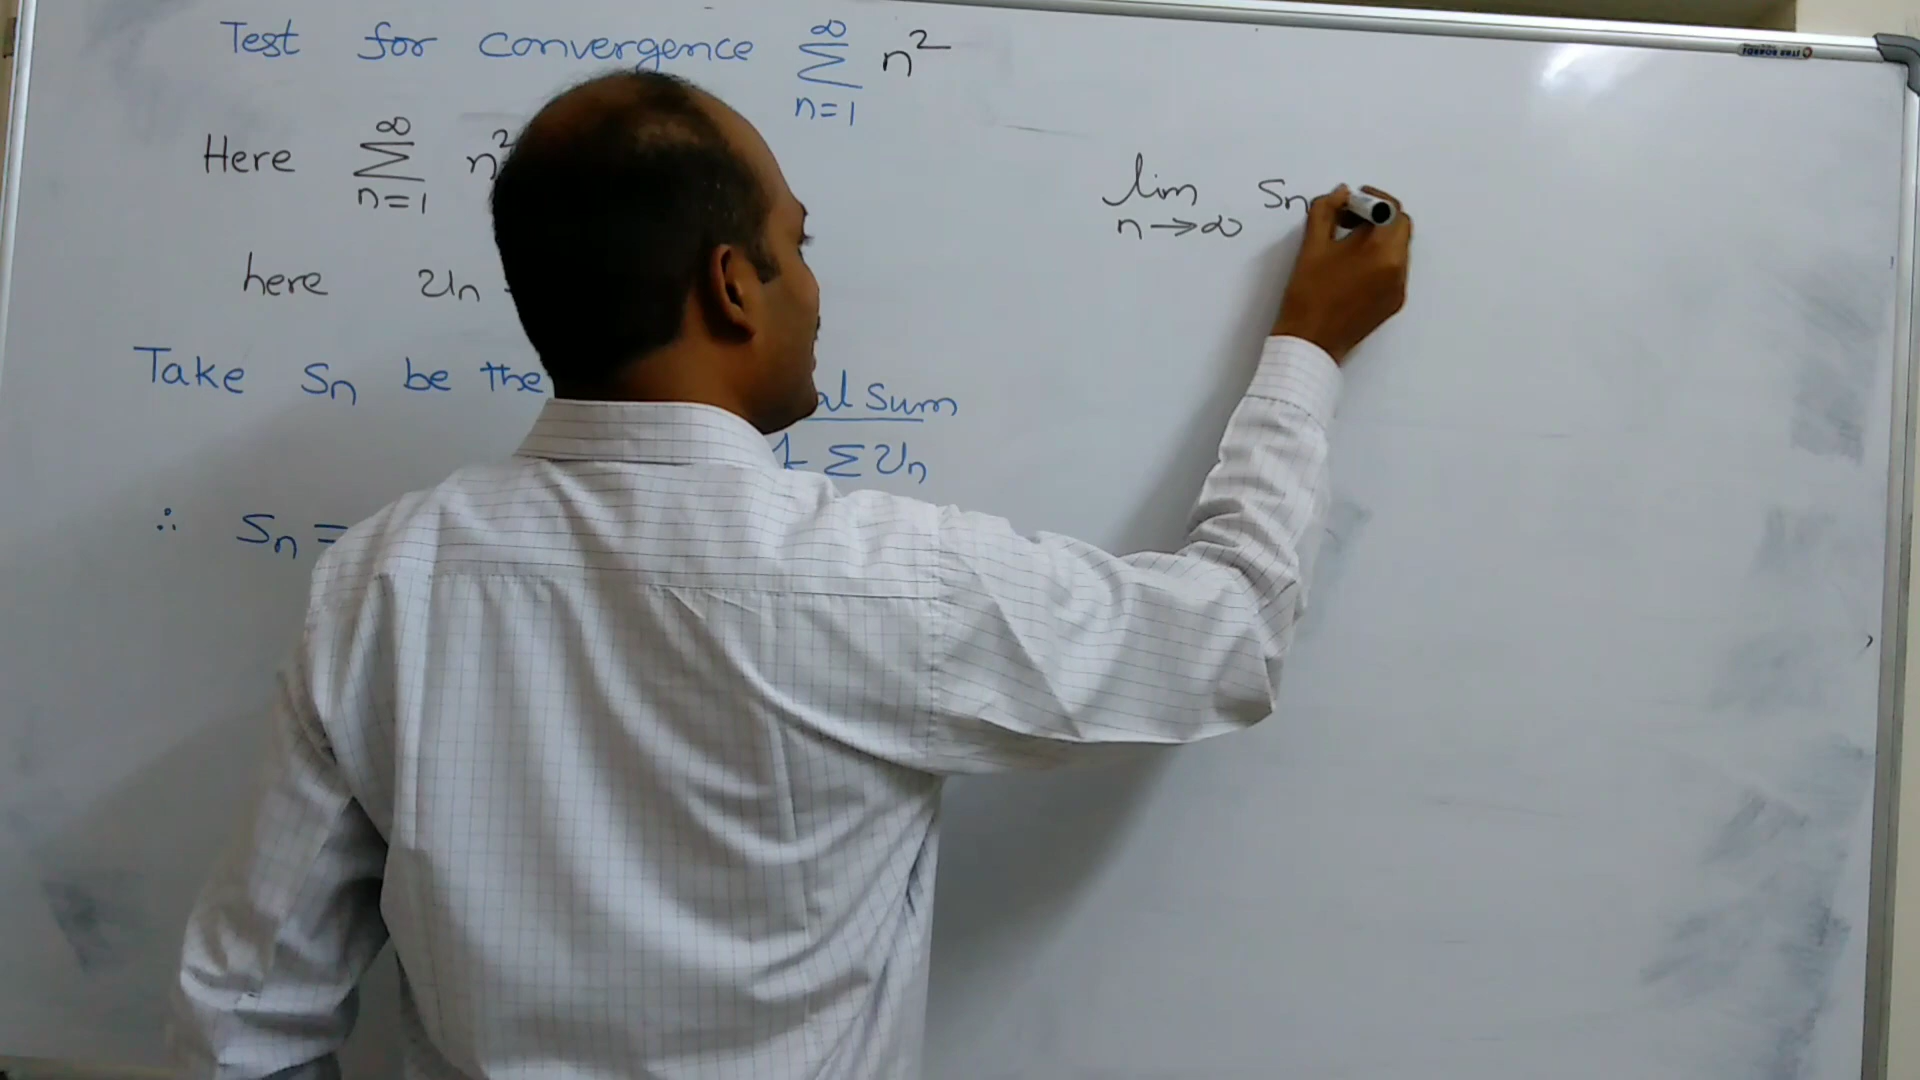 Test for convergence ∞ Σ n=1 n²
Here ∞ Σ n=1 n²
here un
Take Sn be the al Sum
Σ un
∴ Sn =
lim n→∞ Sn